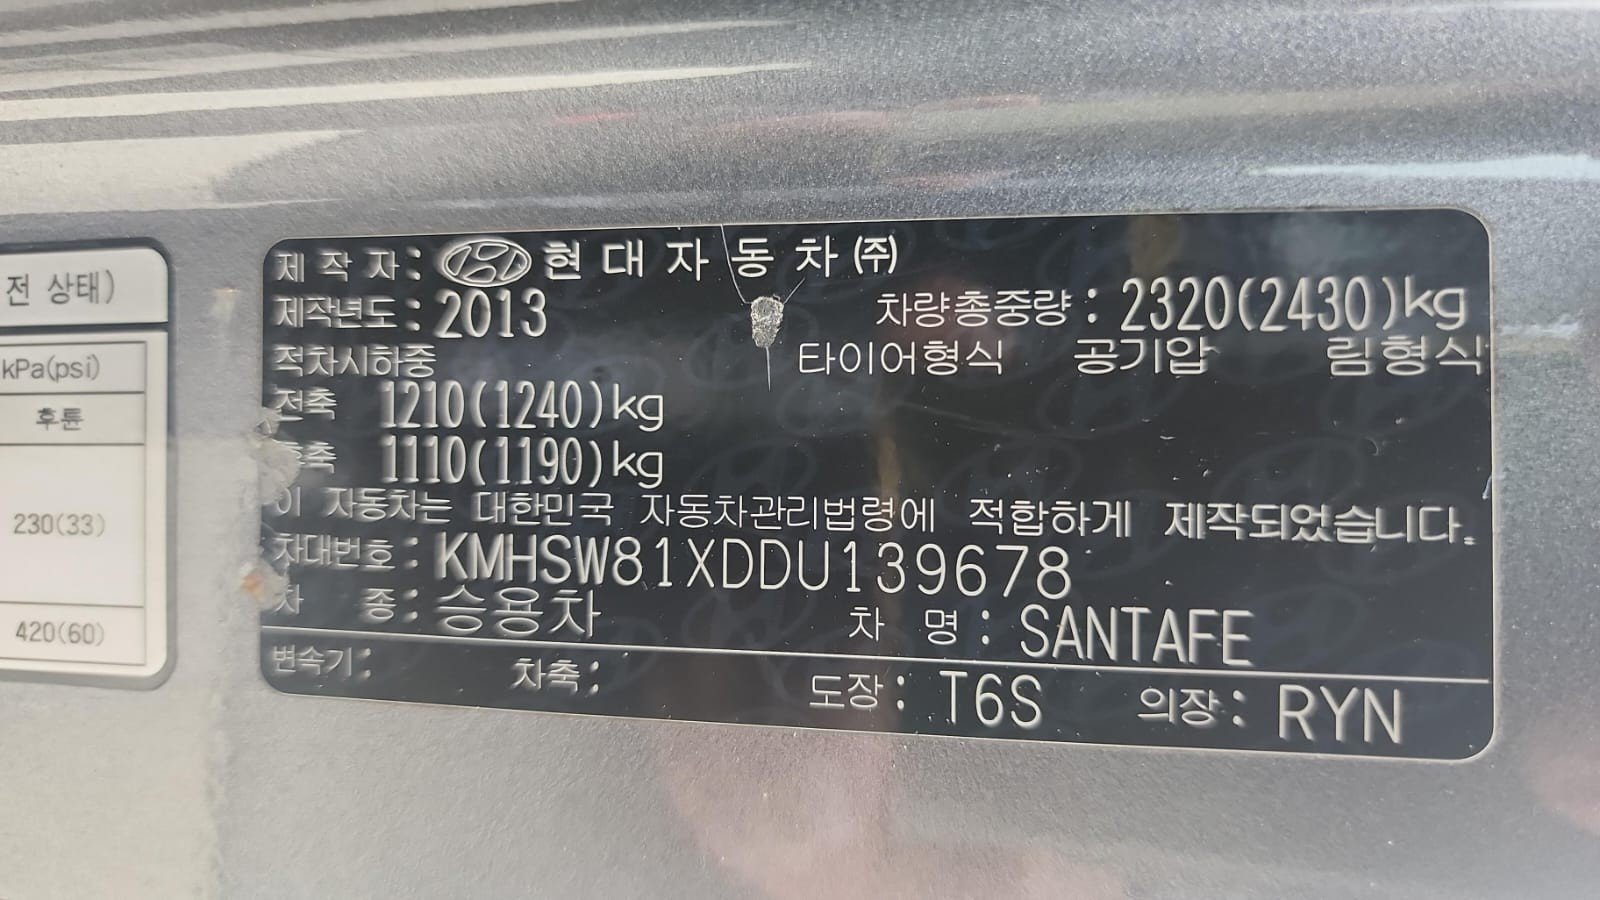 전 상태)
kPa(psi)
후륜
230(33)
420(60)
제 작 자 : 현 대 자 동 차 ㈜
제작년도 : 2013 차량총중량 : 2320(2430)kg
적차시하중 타이어형식 공기압 림형식
전축 1210(1240)kg
후축 1110(1190)kg
이 자동차는 대한민국 자동차관리법령에 적합하게 제작되었습니다.
차대번호 : KMHSW81XDDU139678
차 종 : 승용차 차 명 : SANTAFE
변속기 : 차축 : 도장 : T6S 의장 : RYN